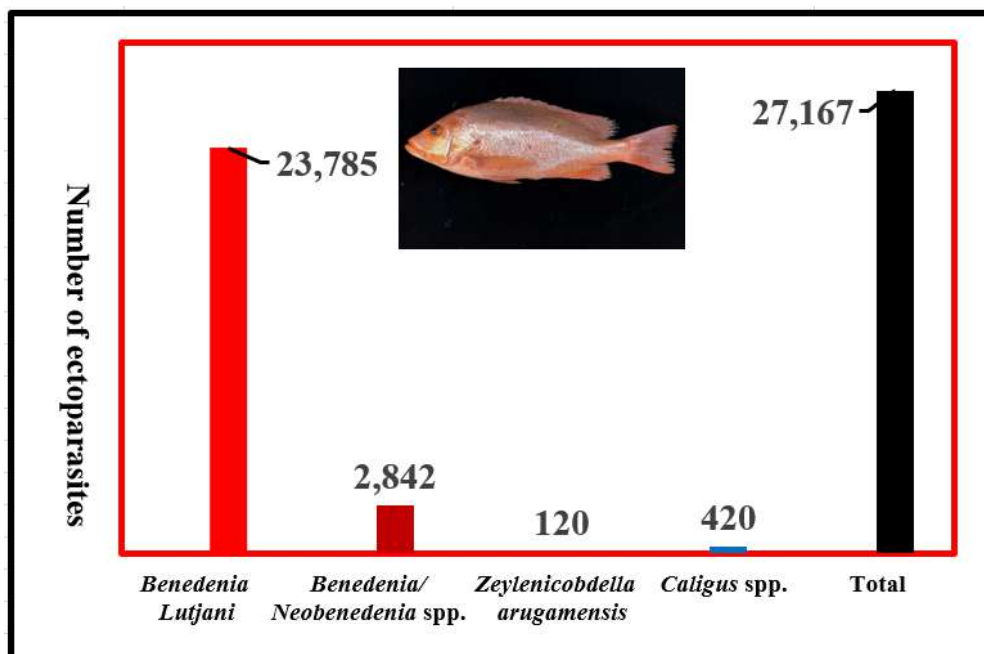 Number of ectoparasites
23,785
2,842
120
420
27,167
Benedenia
Lutjani
Benedenia/
Neobenedenia spp.
Zeylenicobdella
arugamensis
Caligus spp.
Total